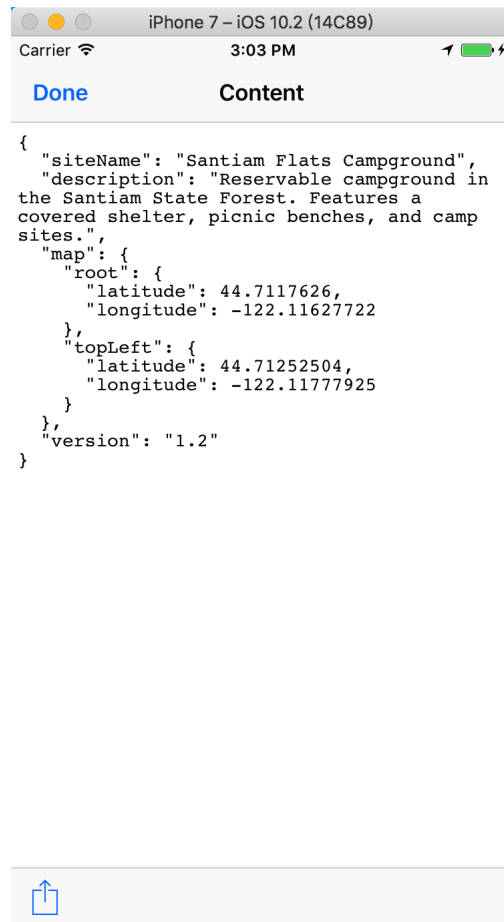 iPhone 7 – iOS 10.2 (14C89)
Carrier 3:03 PM
Done Content
{
  "siteName": "Santiam Flats Campground",
  "description": "Reservable campground in
the Santiam State Forest. Features a
covered shelter, picnic benches, and camp
sites.",
  "map": {
    "root": {
      "latitude": 44.7117626,
      "longitude": -122.11627722
    },
    "topLeft": {
      "latitude": 44.71252504,
      "longitude": -122.11777925
    }
  },
  "version": "1.2"
}